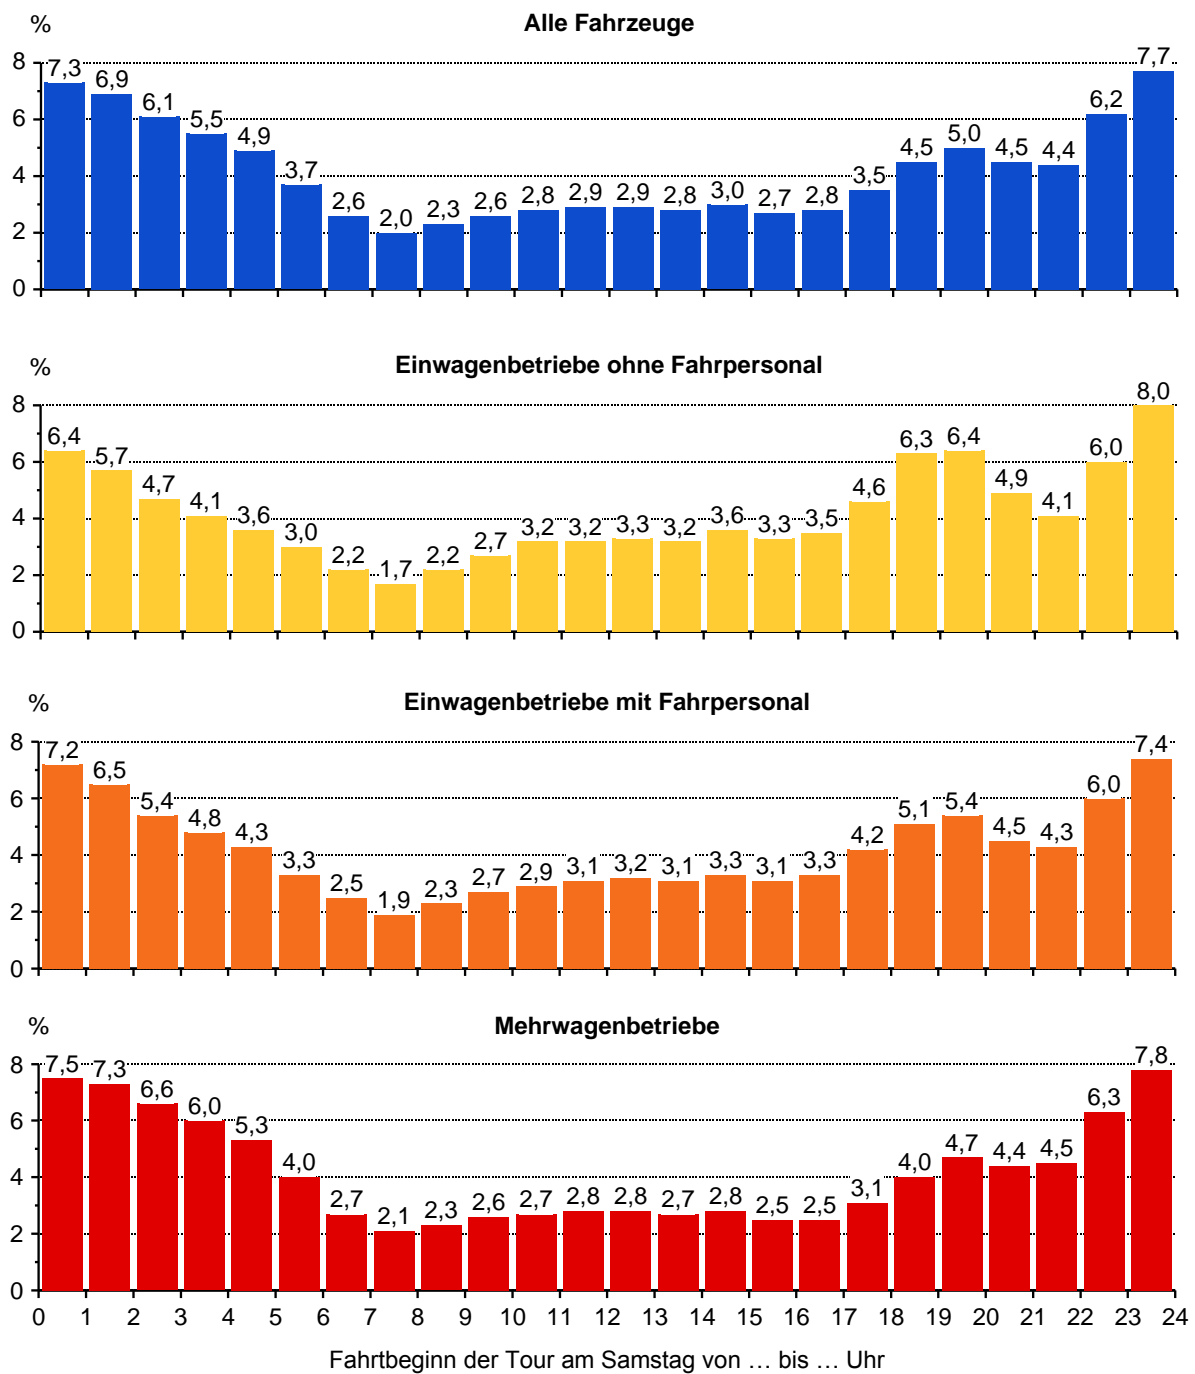 Alle Fahrzeuge
%
8
6
4
2
0
7,3 6,9 6,1 5,5 4,9 3,7 2,6 2,0 2,3 2,6 2,8 2,9 2,9 2,8 3,0 2,7 2,8 3,5 4,5 5,0 4,5 4,4 6,2 7,7
Einwagenbetriebe ohne Fahrpersonal
%
8
6
4
2
0
6,4 5,7 4,7 4,1 3,6 3,0 2,2 1,7 2,2 2,7 3,2 3,2 3,3 3,2 3,6 3,3 3,5 4,6 6,3 6,4 4,9 4,1 6,0 8,0
Einwagenbetriebe mit Fahrpersonal
%
8
6
4
2
0
7,2 6,5 5,4 4,8 4,3 3,3 2,5 1,9 2,3 2,7 2,9 3,1 3,2 3,1 3,3 3,1 3,3 4,2 5,1 5,4 4,5 4,3 6,0 7,4
Mehrwagenbetriebe
%
8
6
4
2
0
7,5 7,3 6,6 6,0 5,3 4,0 2,7 2,1 2,3 2,6 2,7 2,8 2,8 2,7 2,8 2,5 2,5 3,1 4,0 4,7 4,4 4,5 6,3 7,8
0 1 2 3 4 5 6 7 8 9 10 11 12 13 14 15 16 17 18 19 20 21 22 23 24
Fahrtbeginn der Tour am Samstag von … bis … Uhr